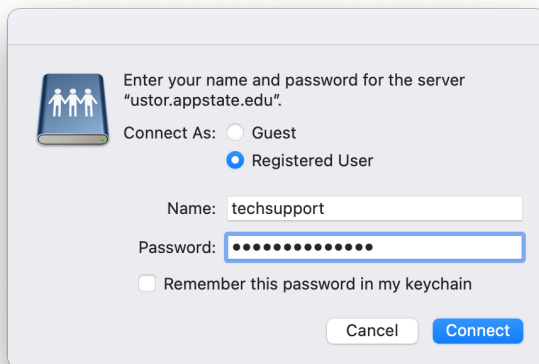 Enter your name and password for the server
“ustor.appstate.edu”.
Connect As: Guest
Registered User
Name: techsupport
Password: ••••••••••••••
Remember this password in my keychain
Cancel Connect